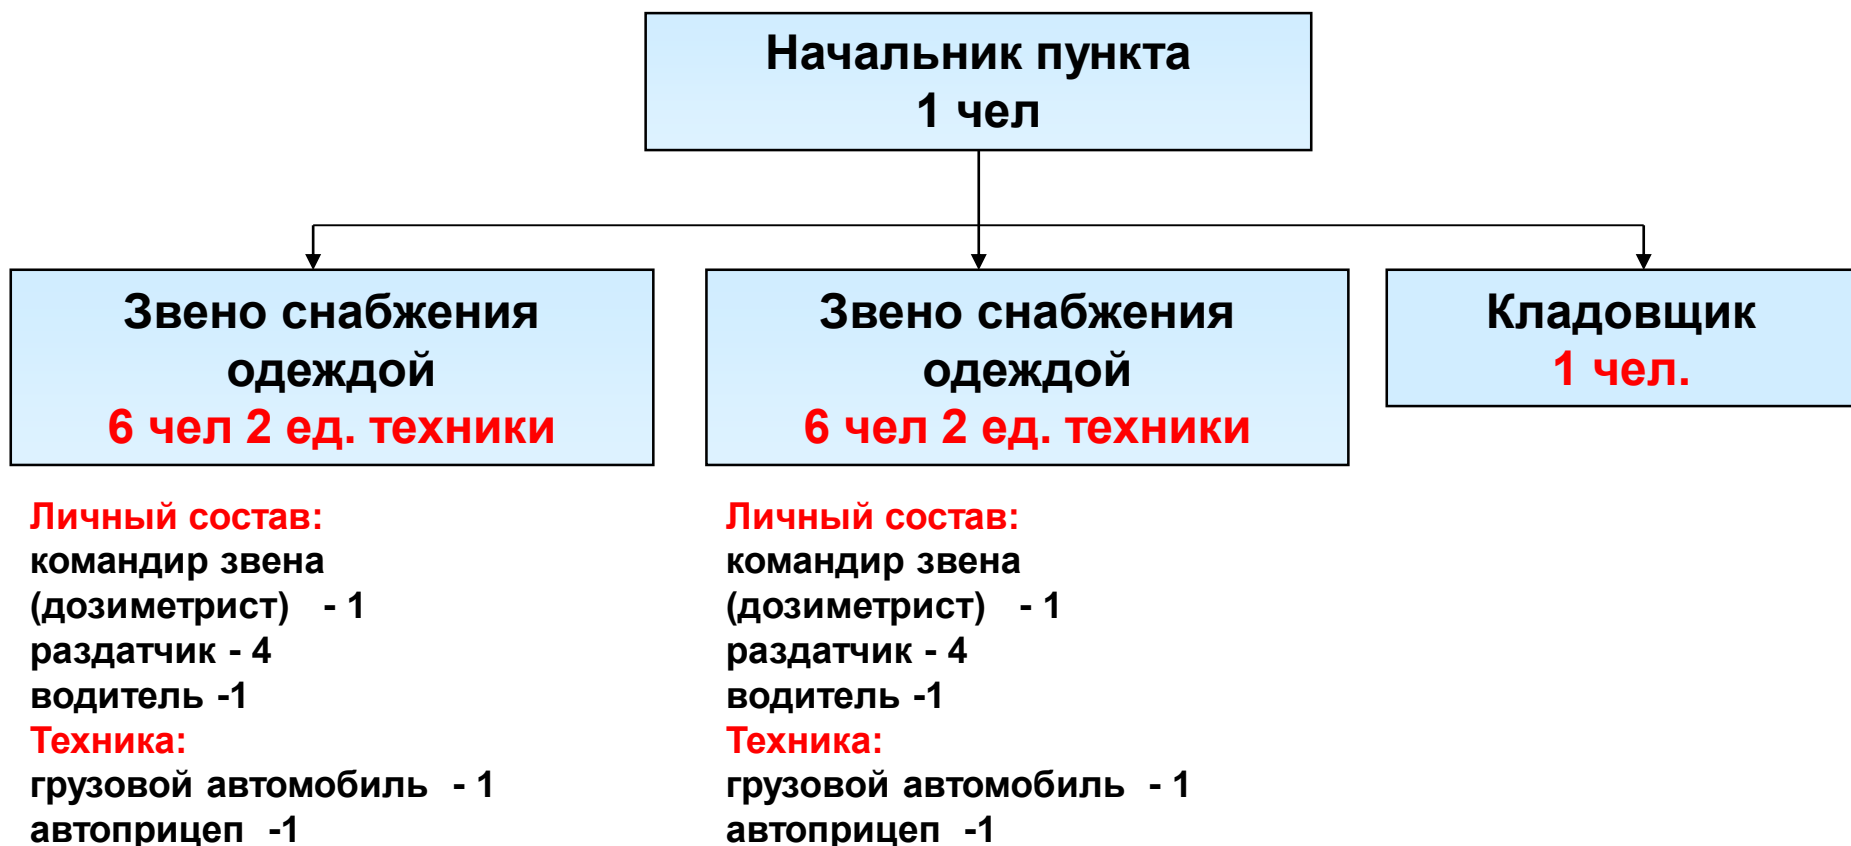 Начальник пункта
1 чел
Звено снабжения
одеждой
6 чел 2 ед. техники
Звено снабжения
одеждой
6 чел 2 ед. техники
Кладовщик
1 чел.
Личный состав:
командир звена
(дозиметрист) - 1
раздатчик - 4
водитель -1
Техника:
грузовой автомобиль - 1
автоприцеп -1
Личный состав:
командир звена
(дозиметрист) - 1
раздатчик - 4
водитель -1
Техника:
грузовой автомобиль - 1
автоприцеп -1